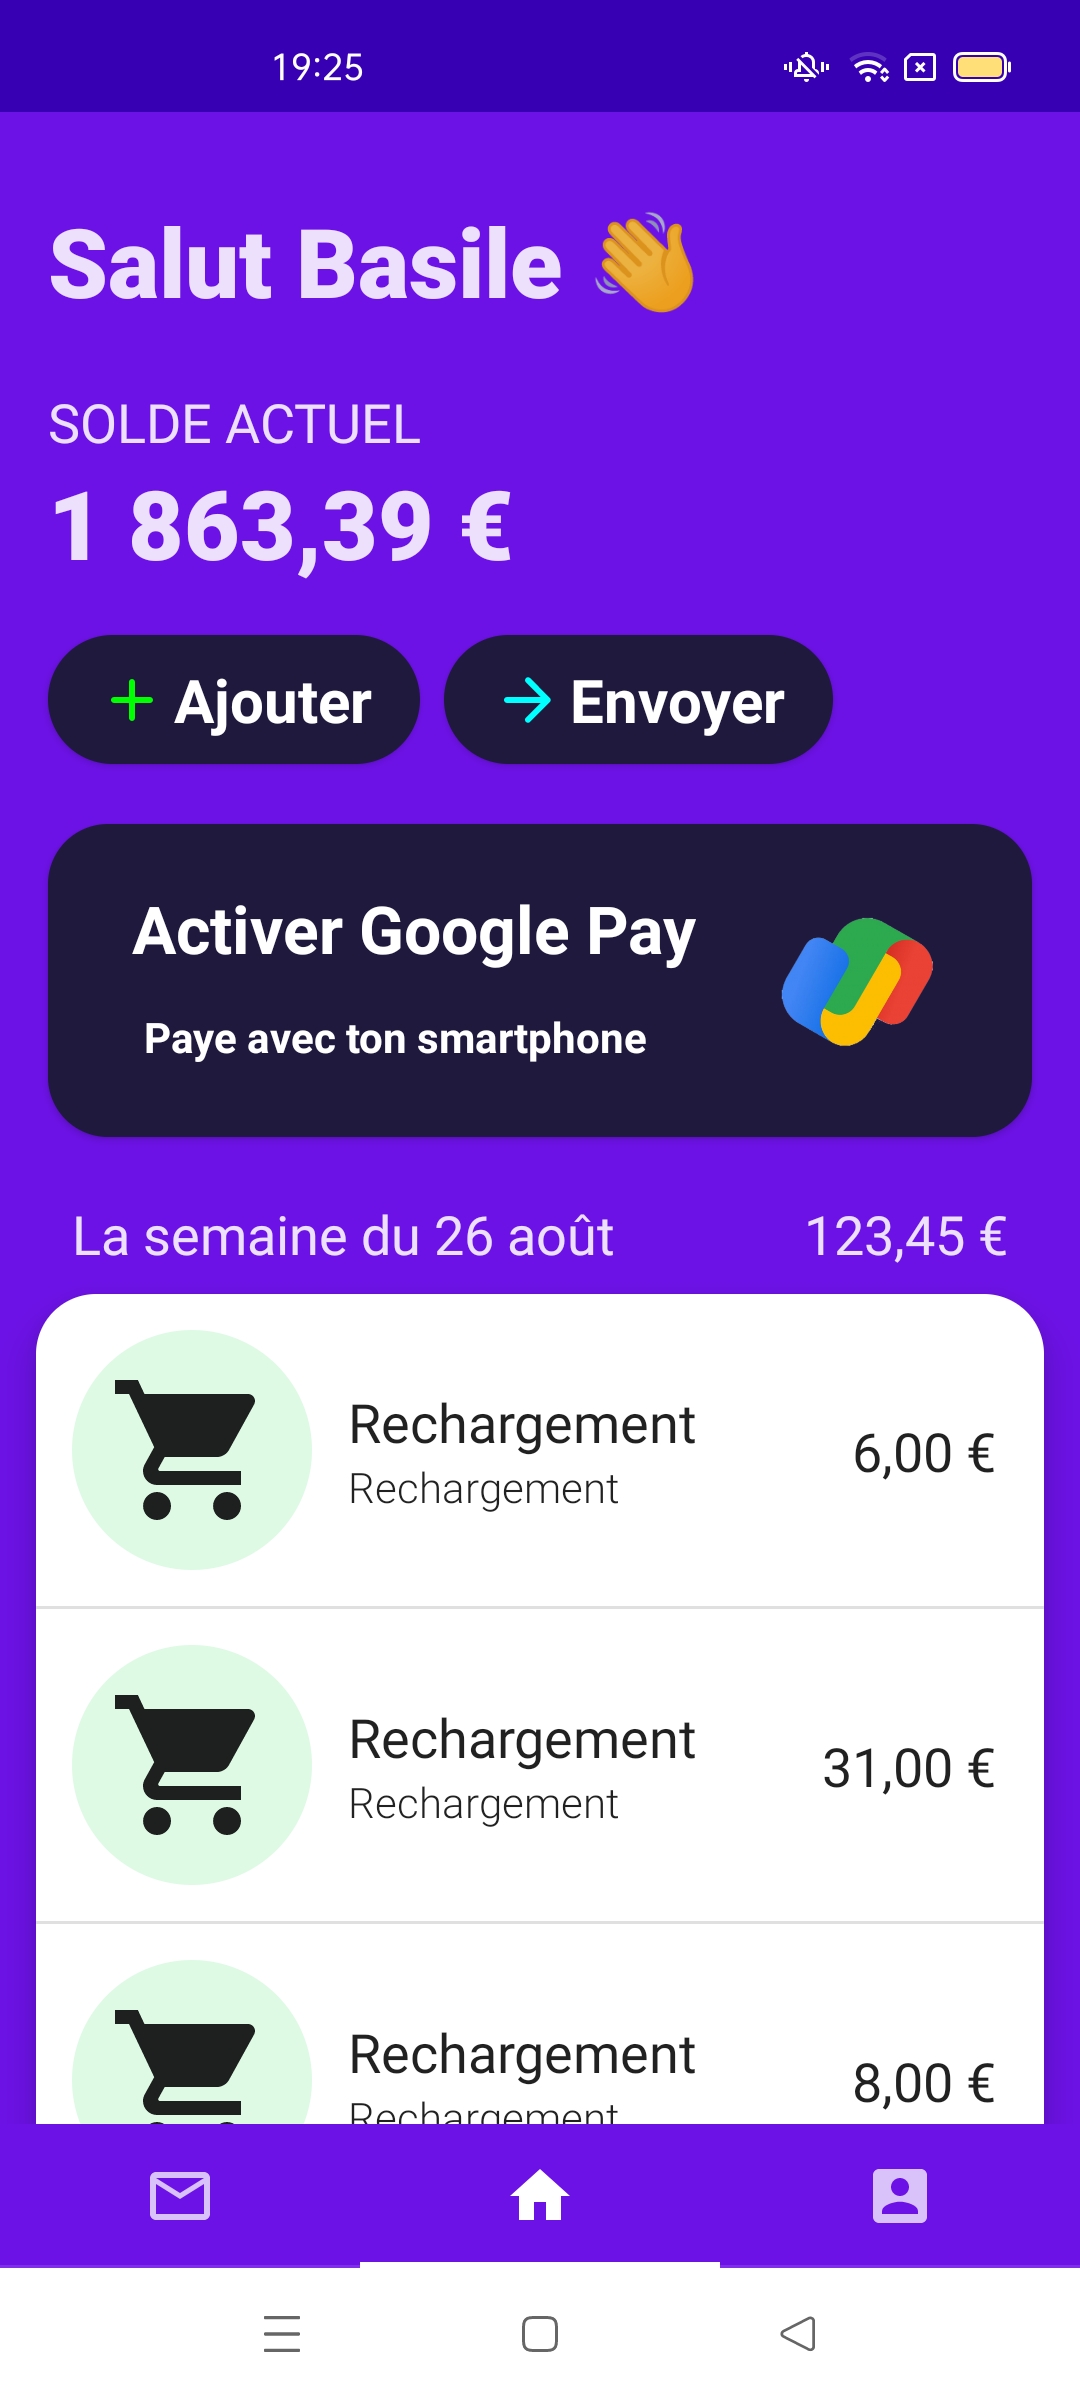 19:25
Salut Basile 👋
SOLDE ACTUEL
1 863,39 €
Ajouter
Envoyer
Activer Google Pay
Paye avec ton smartphone
La semaine du 26 août 123,45 €
Rechargement
Rechargement
6,00 €
Rechargement
Rechargement
31,00 €
Rechargement
Rechargement
8,00 €